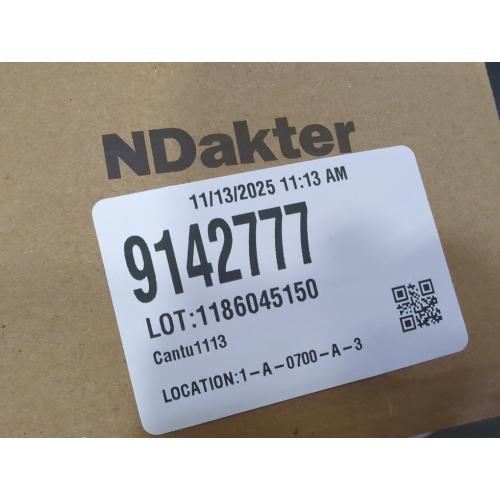 NDakter
11/13/2025 11:13 AM
9142777
LOT:1186045150
Cantu1113
LOCATION:1-A-0700-A-3